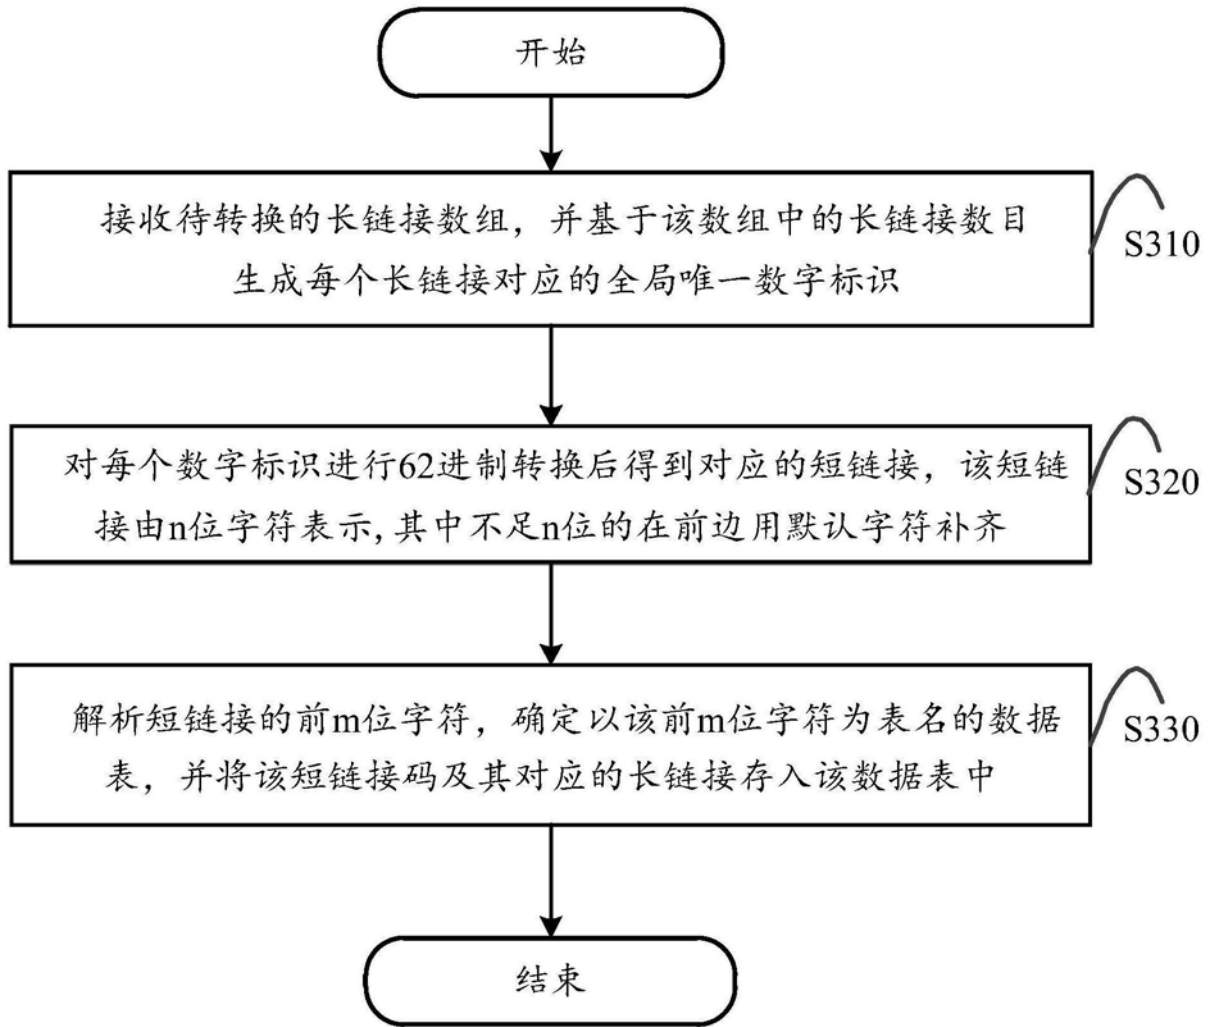 开始
接收待转换的长链接数组，并基于该数组中的长链接数目
生成每个长链接对应的全局唯一数字标识
S310
对每个数字标识进行62进制转换后得到对应的短链接，该短链
接由n位字符表示,其中不足n位的在前边用默认字符补齐
S320
解析短链接的前m位字符，确定以该前m位字符为表名的数据
表，并将该短链接码及其对应的长链接存入该数据表中
S330
结束